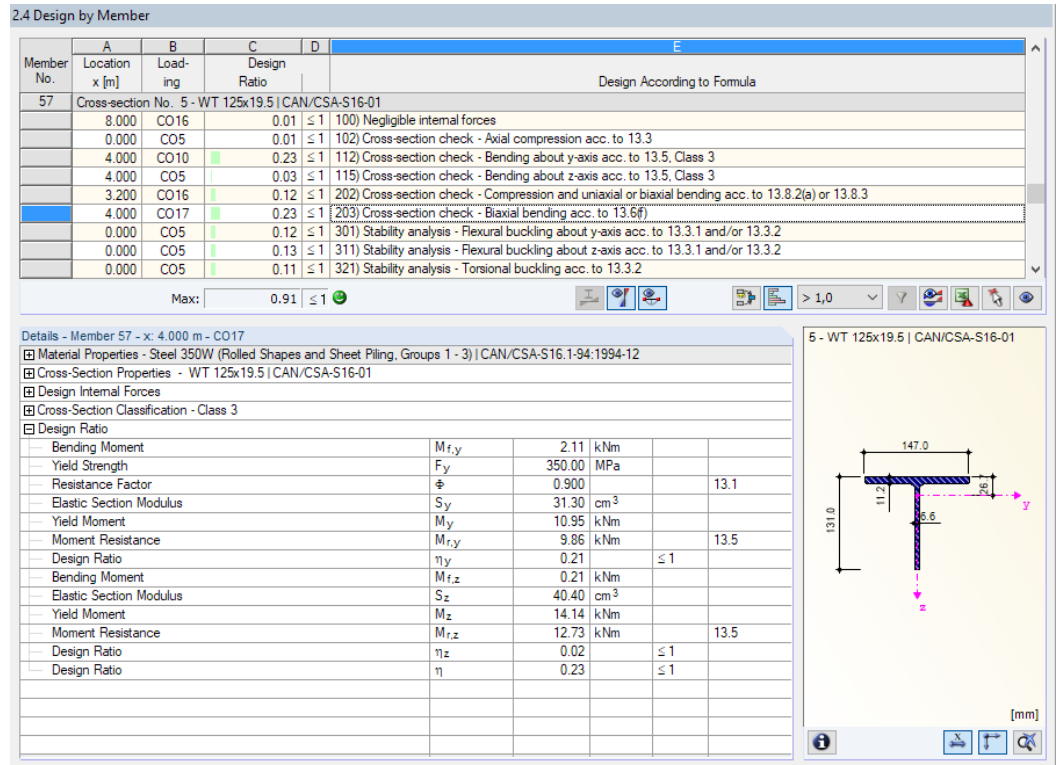 2.4 Design by Member
A B C D E
Member Location Load- Design
No. x [m] ing Ratio Design According to Formula
57 Cross-section No. 5 - WT 125x19.5 | CAN/CSA-S16-01
8.000 CO16 0.01 ≤ 1 100) Negligible internal forces
0.000 CO5 0.01 ≤ 1 102) Cross-section check - Axial compression acc. to 13.3
4.000 CO10 0.23 ≤ 1 112) Cross-section check - Bending about y-axis acc. to 13.5, Class 3
4.000 CO5 0.03 ≤ 1 115) Cross-section check - Bending about z-axis acc. to 13.5, Class 3
3.200 CO16 0.12 ≤ 1 202) Cross-section check - Compression and uniaxial or biaxial bending acc. to 13.8.2(a) or 13.8.3
4.000 CO17 0.23 ≤ 1 203) Cross-section check - Biaxial bending acc. to 13.6(f)
0.000 CO5 0.12 ≤ 1 301) Stability analysis - Flexural buckling about y-axis acc. to 13.3.1 and/or 13.3.2
0.000 CO5 0.13 ≤ 1 311) Stability analysis - Flexural buckling about z-axis acc. to 13.3.1 and/or 13.3.2
0.000 CO5 0.11 ≤ 1 321) Stability analysis - Torsional buckling acc. to 13.3.2
Max: 0.91 ≤ 1 > 1,0
Details - Member 57 - x: 4.000 m - CO17
Material Properties - Steel 350W (Rolled Shapes and Sheet Piling, Groups 1 - 3) | CAN/CSA-S16.1-94:1994-12
Cross-Section Properties - WT 125x19.5 | CAN/CSA-S16-01
Design Internal Forces
Cross-Section Classification - Class 3
Design Ratio
Bending Moment Mf,y 2.11 kNm
Yield Strength Fy 350.00 MPa
Resistance Factor Φ 0.900 13.1
Elastic Section Modulus Sy 31.30 cm³
Yield Moment My 10.95 kNm
Moment Resistance Mr,y 9.86 kNm 13.5
Design Ratio ηy 0.21 ≤ 1
Bending Moment Mf,z 0.21 kNm
Elastic Section Modulus Sz 40.40 cm³
Yield Moment Mz 14.14 kNm
Moment Resistance Mr,z 12.73 kNm 13.5
Design Ratio ηz 0.02 ≤ 1
Design Ratio η 0.23 ≤ 1
5 - WT 125x19.5 | CAN/CSA-S16-01
147.0
11.2
26.7
y
131.0
6.6
z
[mm]